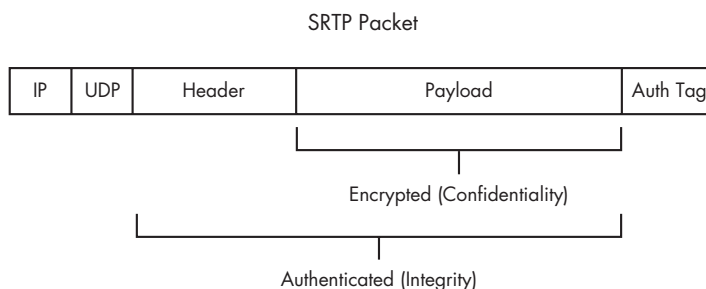 SRTP Packet
IP UDP Header Payload Auth Tag
Encrypted (Confidentiality)
Authenticated (Integrity)